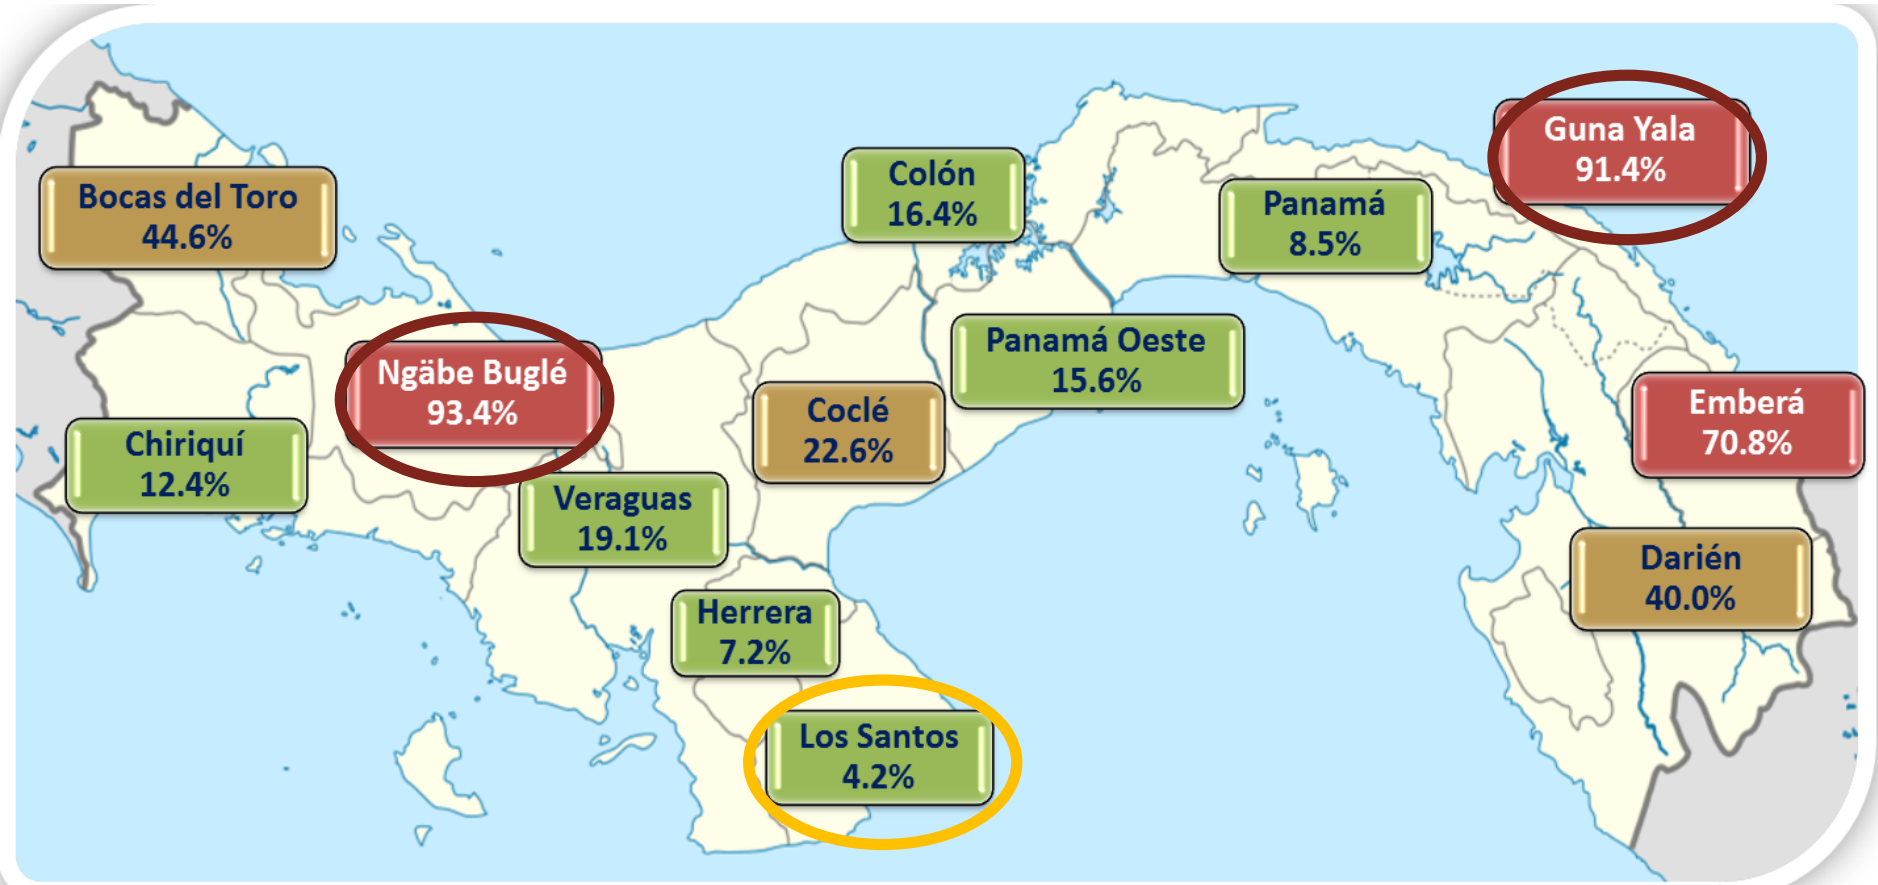 Guna Yala
91.4%
Colón
16.4%
Bocas del Toro
44.6%
Panamá
8.5%
Panamá Oeste
15.6%
Ngäbe Buglé
93.4%
Coclé
22.6%
Emberá
70.8%
Chiriquí
12.4%
Veraguas
19.1%
Darién
40.0%
Herrera
7.2%
Los Santos
4.2%